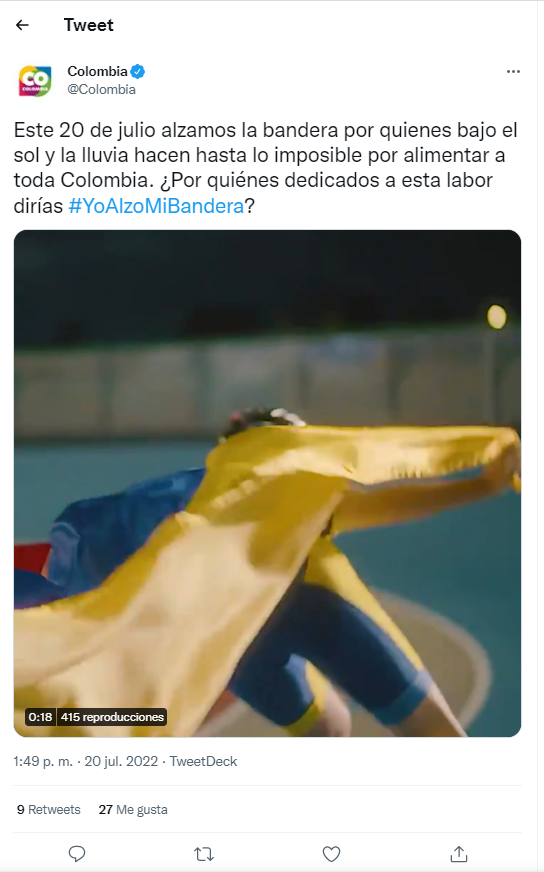 Tweet
Colombia
@Colombia
CO
COLOMBIA
Este 20 de julio alzamos la bandera por quienes bajo el
sol y la lluvia hacen hasta lo imposible por alimentar a
toda Colombia. ¿Por quiénes dedicados a esta labor
dirías #YoAlzoMiBandera?
0:18 415 reproducciones
1:49 p. m. · 20 jul. 2022 · TweetDeck
9 Retweets 27 Me gusta